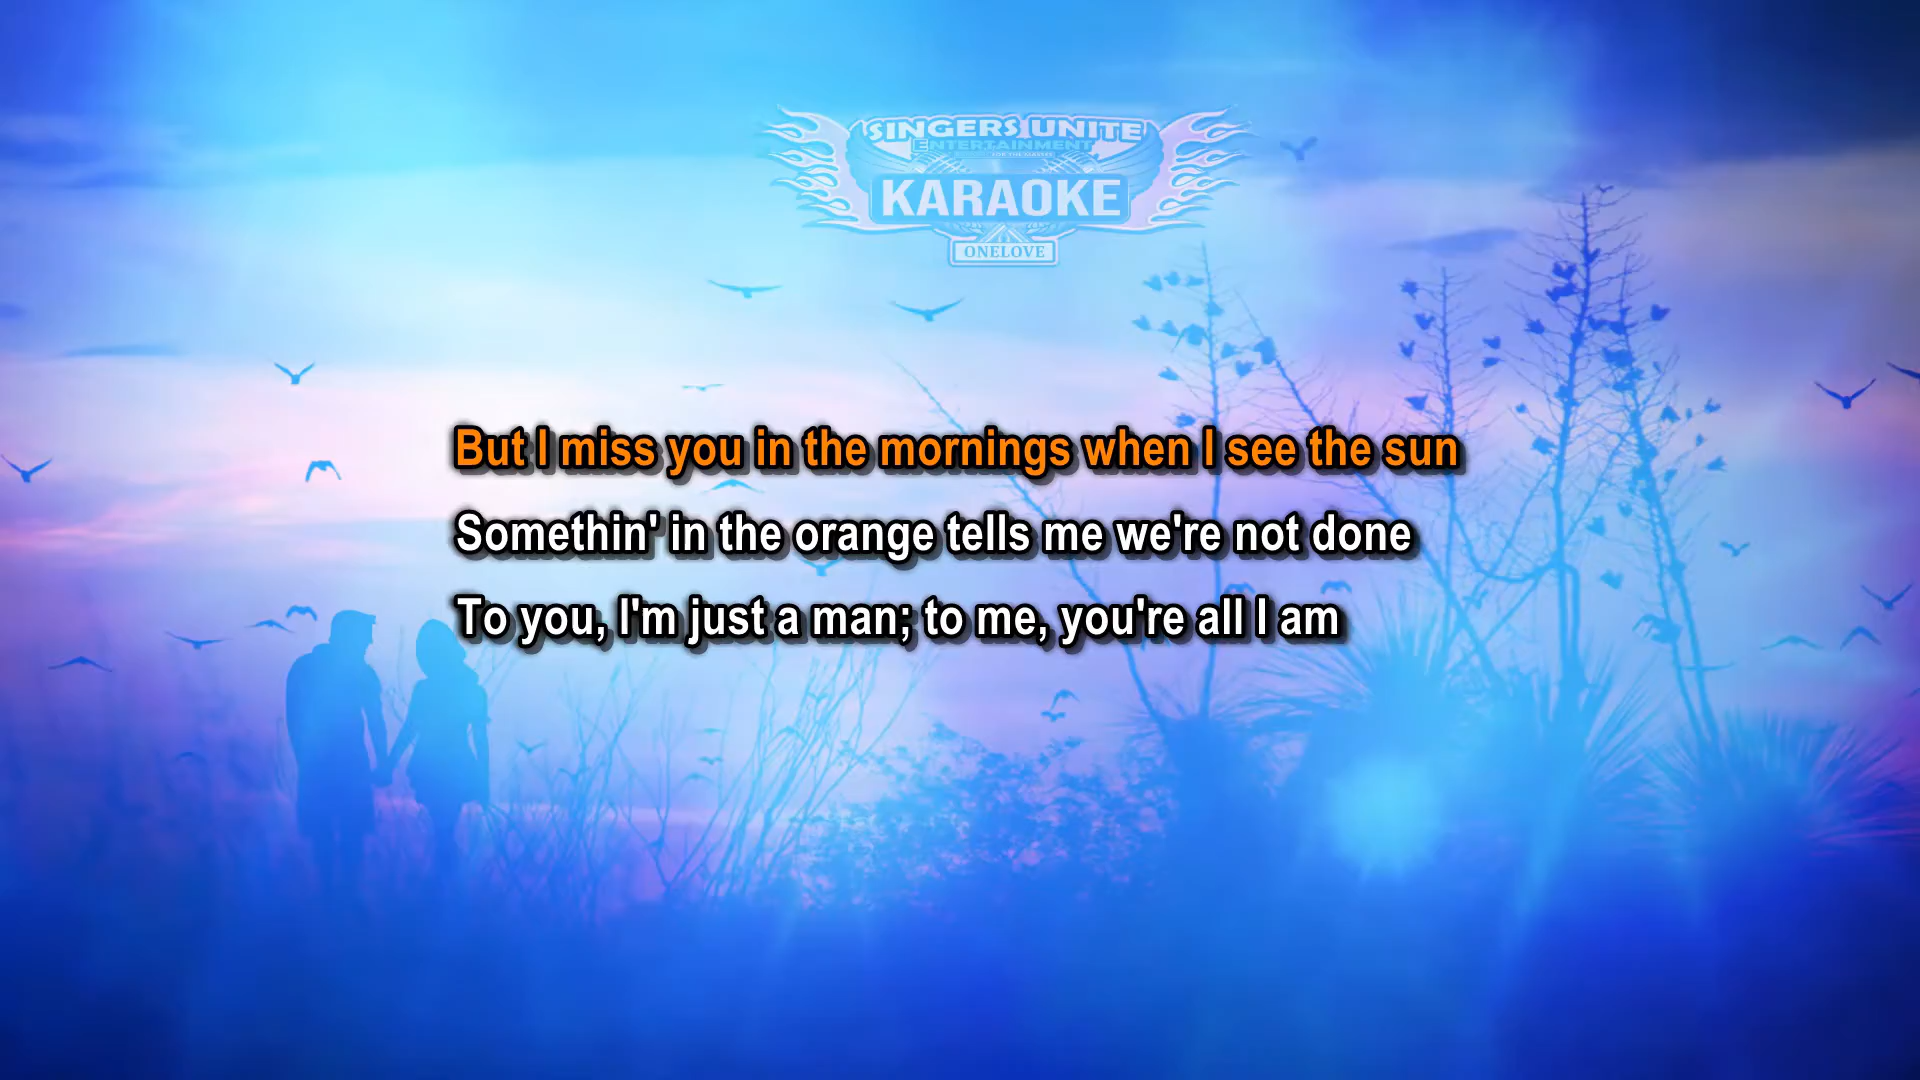 SINGERS UNITE
ENTERTAINMENT
KARAOKE
ONELOVE
But I miss you in the mornings when I see the sun
Somethin' in the orange tells me we're not done
To you, I'm just a man; to me, you're all I am